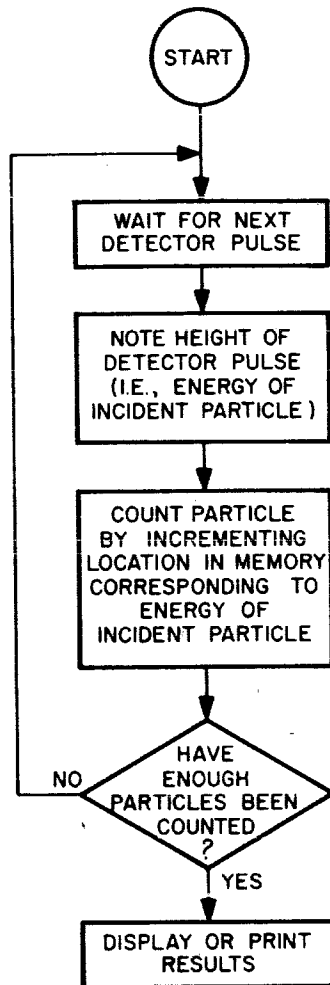 START
WAIT FOR NEXT
DETECTOR PULSE
NOTE HEIGHT OF
DETECTOR PULSE
(I.E., ENERGY OF
INCIDENT PARTICLE)
COUNT PARTICLE
BY INCREMENTING
LOCATION IN MEMORY
CORRESPONDING TO
ENERGY OF
INCIDENT PARTICLE
HAVE
ENOUGH
PARTICLES BEEN
COUNTED
?
NO
YES
DISPLAY OR PRINT
RESULTS